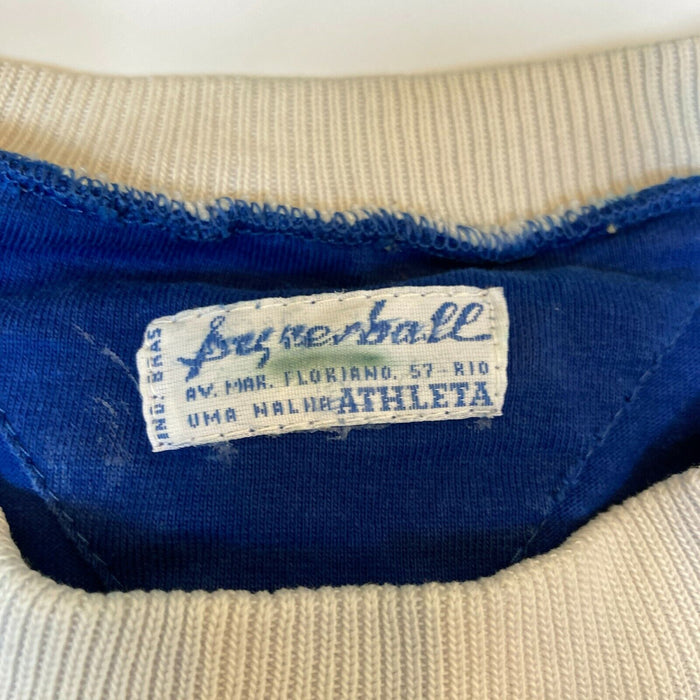 Superball
AV. MAR. FLORIANO, 57-RIO
UMA MALHA ATHLETA
IND. BRAS